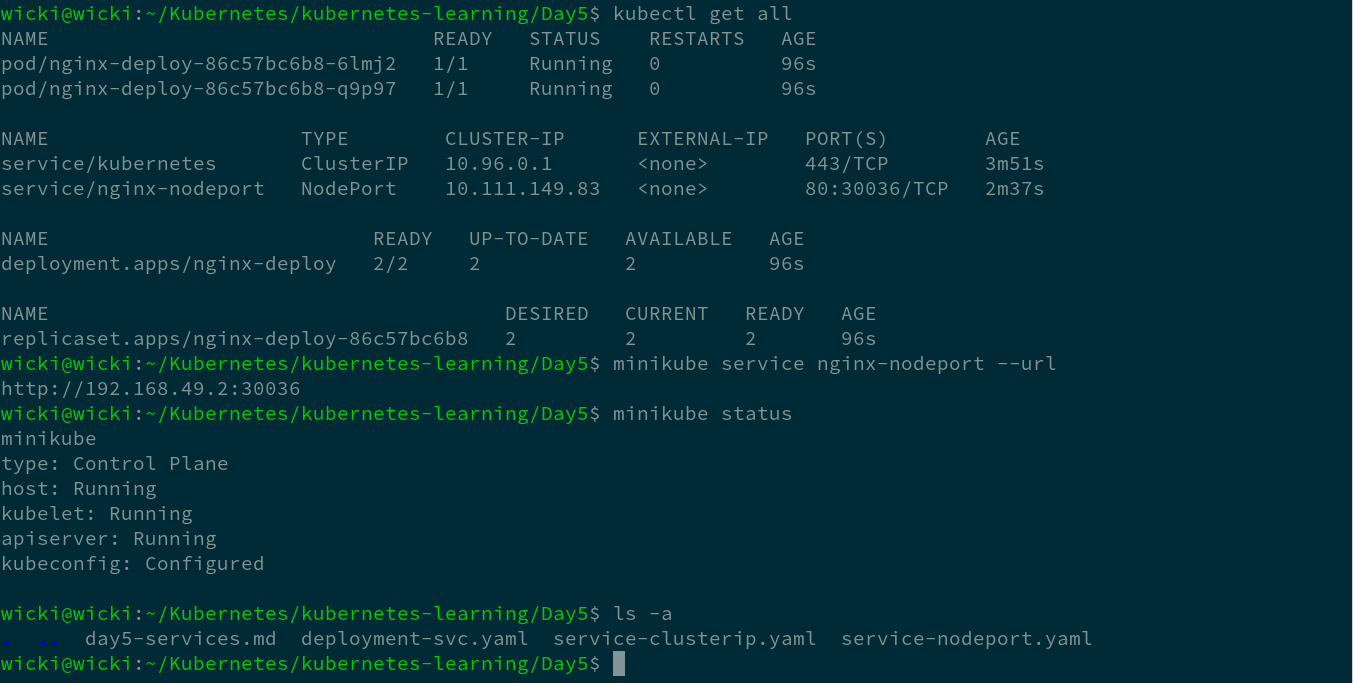 wicki@wicki:~/Kubernetes/kubernetes-learning/Day5$ kubectl get all
NAME READY STATUS RESTARTS AGE
pod/nginx-deploy-86c57bc6b8-6lmj2 1/1 Running 0 96s
pod/nginx-deploy-86c57bc6b8-q9p97 1/1 Running 0 96s
NAME TYPE CLUSTER-IP EXTERNAL-IP PORT(S) AGE
service/kubernetes ClusterIP 10.96.0.1 <none> 443/TCP 3m51s
service/nginx-nodeport NodePort 10.111.149.83 <none> 80:30036/TCP 2m37s
NAME READY UP-TO-DATE AVAILABLE AGE
deployment.apps/nginx-deploy 2/2 2 2 96s
NAME DESIRED CURRENT READY AGE
replicaset.apps/nginx-deploy-86c57bc6b8 2 2 2 96s
wicki@wicki:~/Kubernetes/kubernetes-learning/Day5$ minikube service nginx-nodeport --url
http://192.168.49.2:30036
wicki@wicki:~/Kubernetes/kubernetes-learning/Day5$ minikube status
minikube
type: Control Plane
host: Running
kubelet: Running
apiserver: Running
kubeconfig: Configured
wicki@wicki:~/Kubernetes/kubernetes-learning/Day5$ ls -a
. .. day5-services.md deployment-svc.yaml service-clusterip.yaml service-nodeport.yaml
wicki@wicki:~/Kubernetes/kubernetes-learning/Day5$